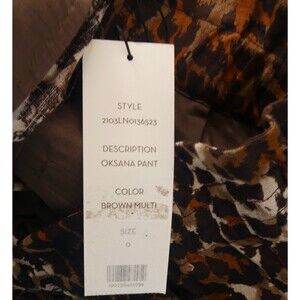 STYLE
2103LN0136523
DESCRIPTION
OKSANA PANT
COLOR
BROWN MULTI
SIZE
0